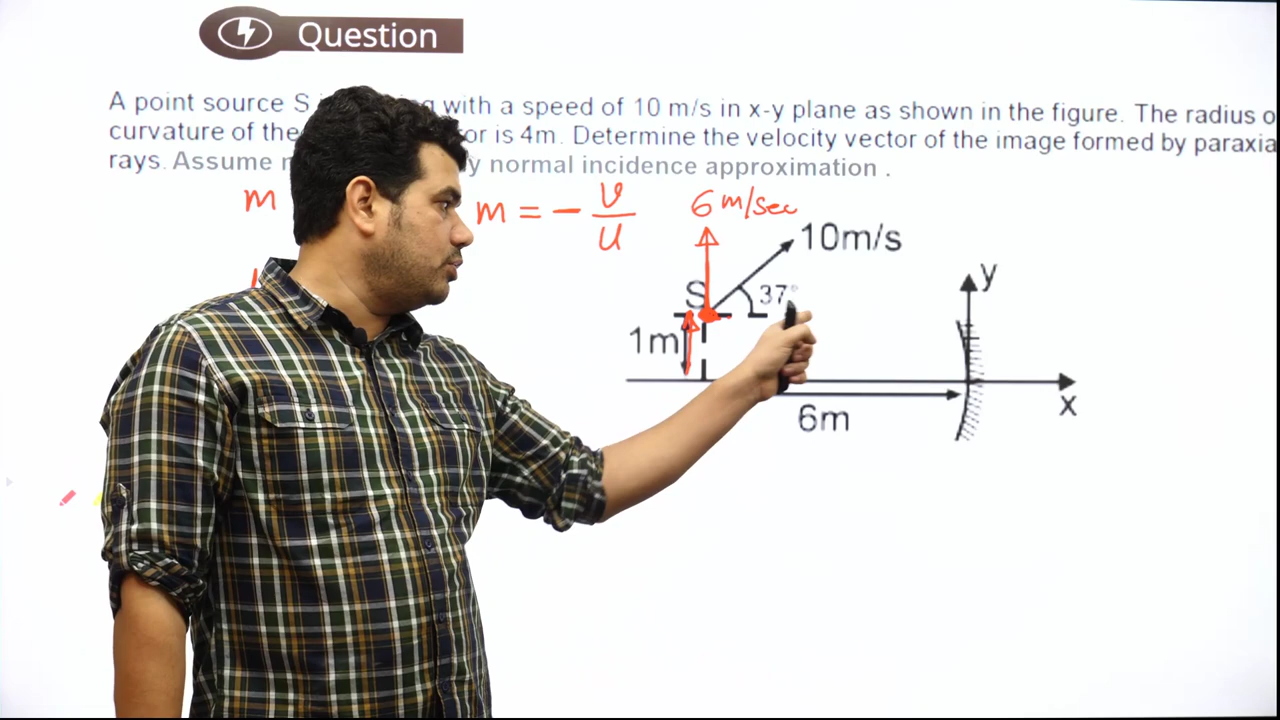 Question
A point source S with a speed of 10 m/s in x-y plane as shown in the figure. The radius o
curvature of the is 4m. Determine the velocity vector of the image formed by paraxia
rays. Assume normal incidence approximation .
m
m = - v/u
6 m/sec
10m/s
S
37°
1m
y
x
6m